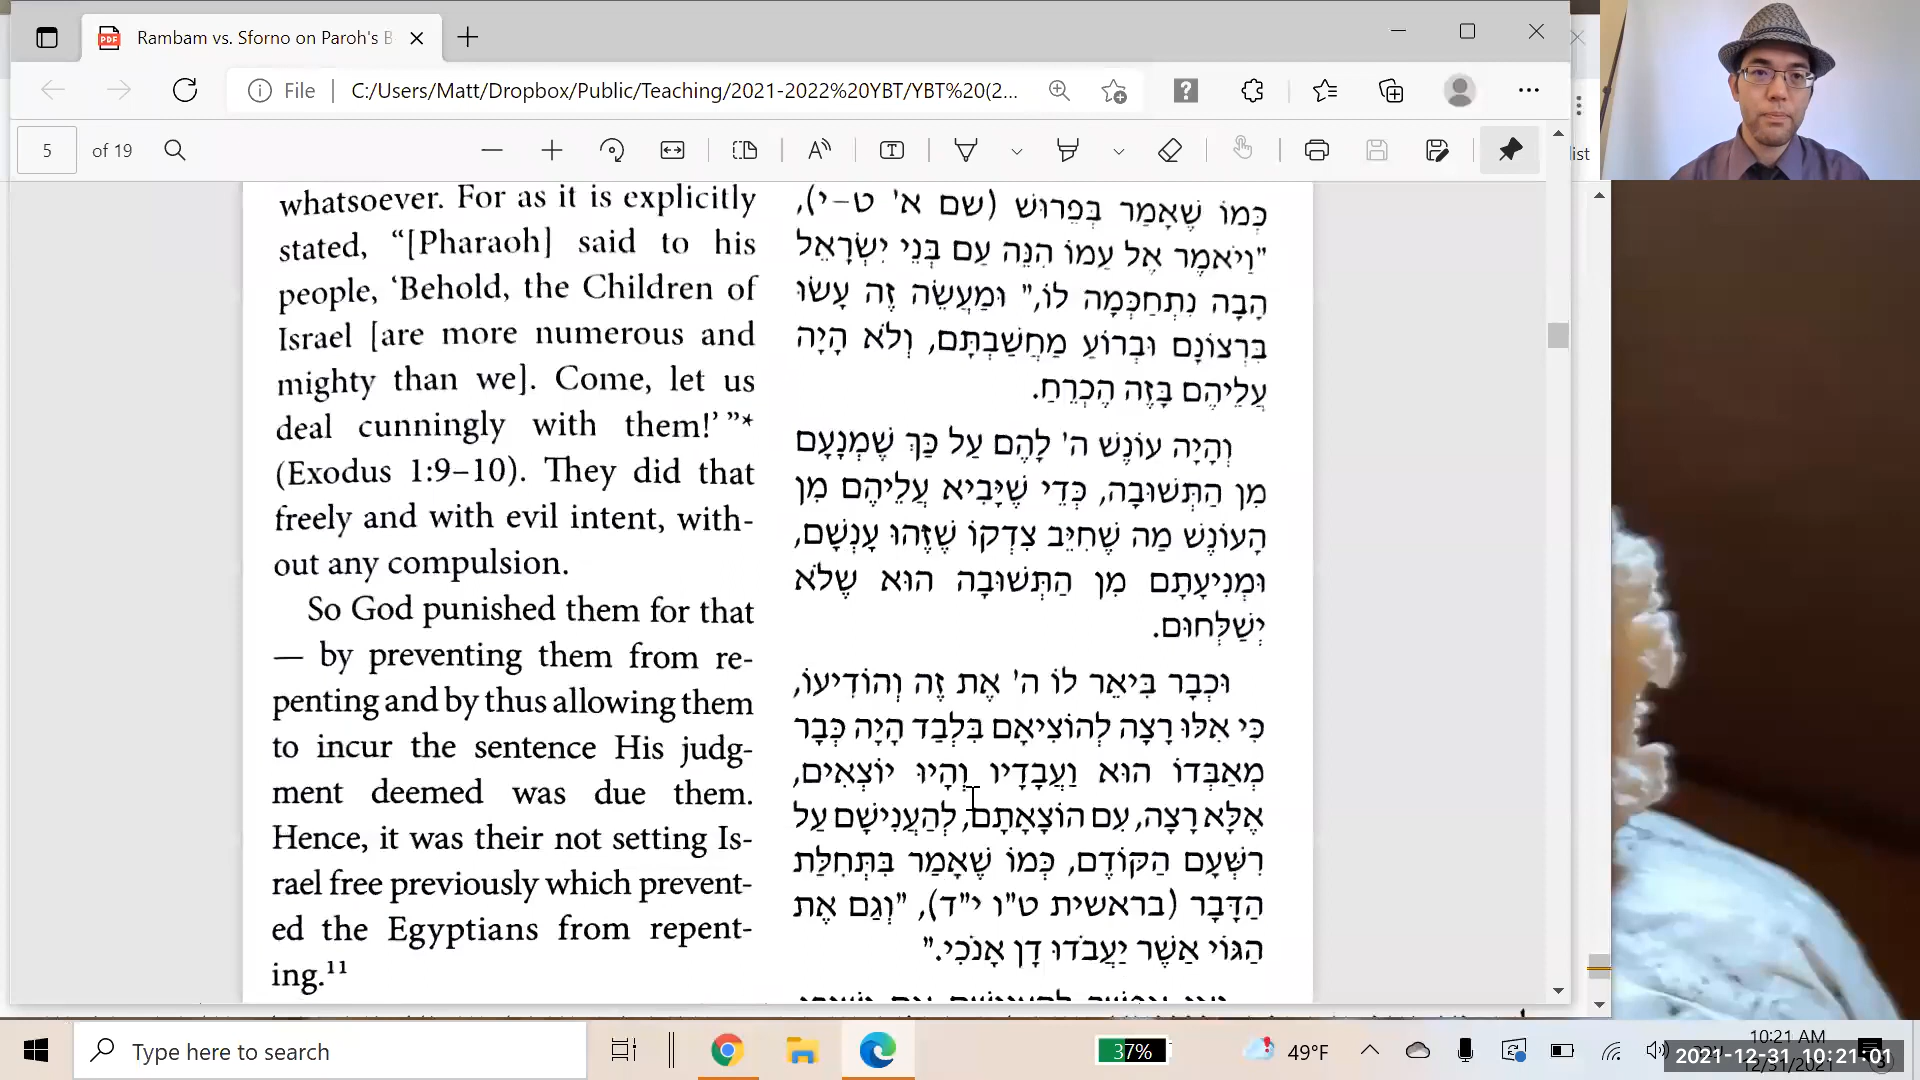 Rambam vs. Sforno on Paroh's B
File
C:/Users/Matt/Dropbox/Public/Teaching/2021-2022%20YBT/YBT%20(2...
5
of 19
list
whatsoever. For as it is explicitly
stated, “[Pharaoh] said to his
people, ‘Behold, the Children of
Israel [are more numerous and
mighty than we]. Come, let us
deal cunningly with them!’ ”*
(Exodus 1:9–10). They did that
freely and with evil intent, with-
out any compulsion.
So God punished them for that
— by preventing them from re-
penting and by thus allowing them
to incur the sentence His judg-
ment deemed was due them.
Hence, it was their not setting Is-
rael free previously which prevent-
ed the Egyptians from repent-
ing.¹¹
כְּמוֹ שֶׁאָמַר בְּפֵרוּשׁ (שם א' ט–י),
"וַיֹּאמֶר אֶל עַמּוֹ הִנֵּה עַם בְּנֵי יִשְׂרָאֵל
הָבָה נִתְחַכְּמָה לוֹ," וּמַעֲשֶׂה זֶה עָשׂוּ
בִּרְצוֹנָם וּבְרוֹעַ מַחֲשַׁבְתָּם, וְלֹא הָיָה
עֲלֵיהֶם בָּזֶה הֶכְרֵחַ.
וְהָיָה עוֹנֶשׁ ה' לָהֶם עַל כַּךְ שֶׁמְנָעָם
מִן הַתְּשׁוּבָה, כְּדֵי שֶׁיָּבִיא עֲלֵיהֶם מִן
הָעוֹנֶשׁ מַה שֶׁחִיֵּיב צִדְקוֹ שֶׁזֶּהוּ עָנְשָׁם,
וּמְנִיעָתָם מִן הַתְּשׁוּבָה הוּא שֶׁלֹּא
יְשַׁלְּחוּם.
וּכְבָר בִּיאֵר לוֹ ה' אֶת זֶה וְהוֹדִיעוֹ,
כִּי אִלּוּ רָצָה לְהוֹצִיאָם בִּלְבַד הָיָה כְּבָר
מְאַבְּדוֹ הוּא וַעֲבָדָיו וְהָיוּ יוֹצְאִים,
אֶלָּא רָצָה, עִם הוֹצָאָתָם, לְהַעֲנִישָׁם עַל
רִשְׁעָם הַקּוֹדֵם, כְּמוֹ שֶׁאָמַר בִּתְחִלַּת
הַדָּבָר (בראשית ט"ו י"ד), "וְגַם אֶת
הַגּוֹי אֲשֶׁר יַעֲבֹדוּ דָן אָנֹכִי."
Type here to search
37%
49°F
10:21 AM
2021-12-31 10:21:01